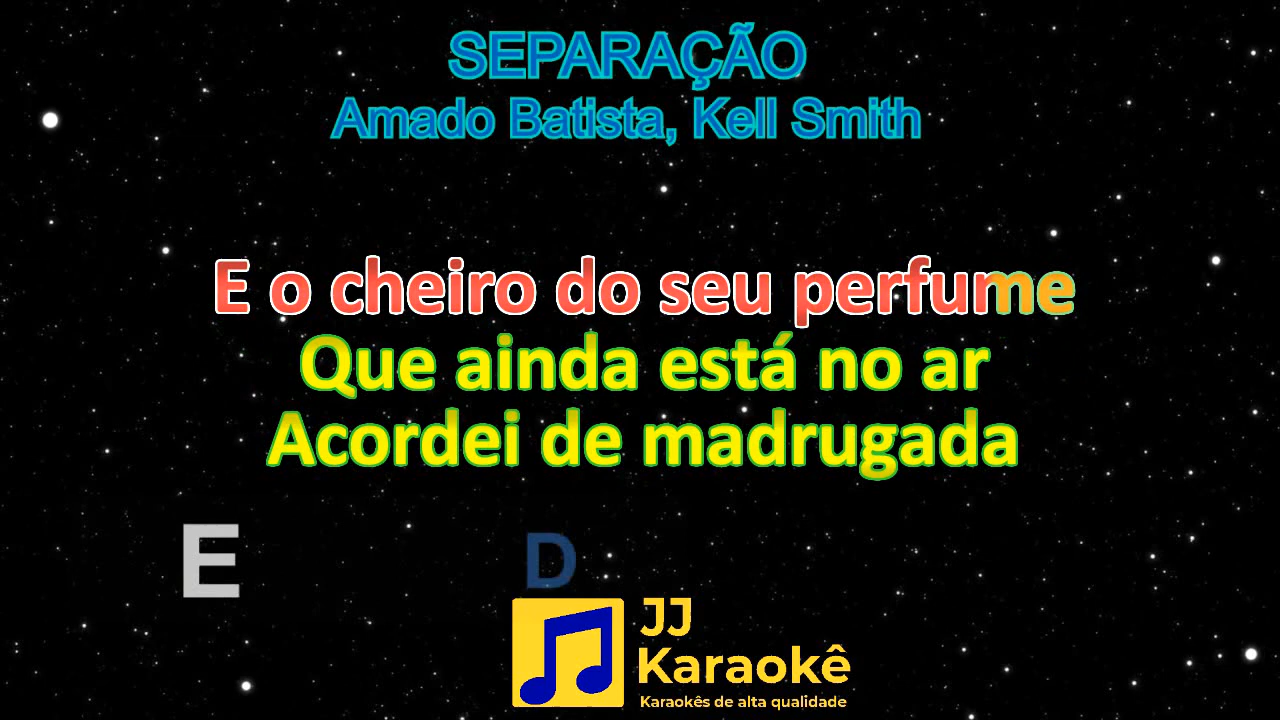 SEPARAÇÃO
Amado Batista, Kell Smith
E o cheiro do seu perfume
Que ainda está no ar
Acordei de madrugada
E D
JJ
Karaokê
Karaokês de alta qualidade